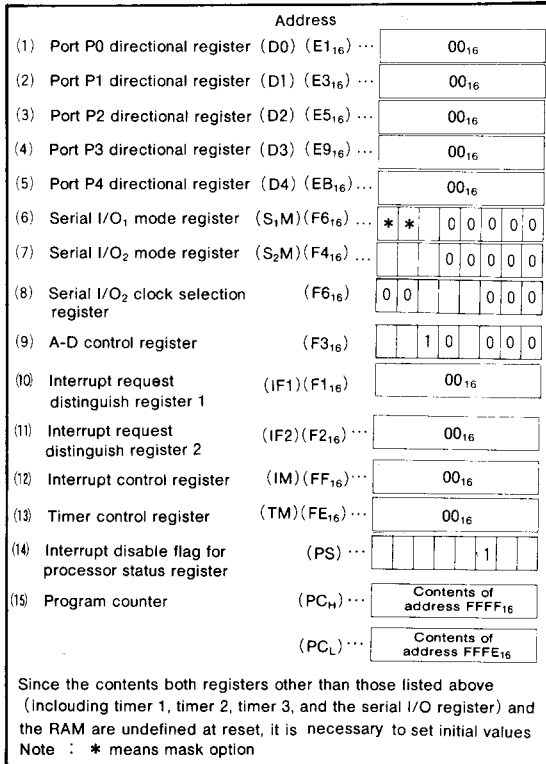 Address
(1) Port P0 directional register (D0) (E1₁₆) ··· 00₁₆
(2) Port P1 directional register (D1) (E3₁₆) ··· 00₁₆
(3) Port P2 directional register (D2) (E5₁₆) ··· 00₁₆
(4) Port P3 directional register (D3) (E9₁₆) ··· 00₁₆
(5) Port P4 directional register (D4) (EB₁₆) ··· 00₁₆
(6) Serial I/O₁ mode register (S₁M)(F6₁₆) ··· * * 0 0 0 0 0
(7) Serial I/O₂ mode register (S₂M)(F4₁₆) ··· 0 0 0 0 0
(8) Serial I/O₂ clock selection (F6₁₆) 0 0 0 0 0
register
(9) A-D control register (F3₁₆) 1 0 0 0 0
(10) Interrupt request (IF1)(F1₁₆) 00₁₆
distinguish register 1
(11) Interrupt request (IF2)(F2₁₆)··· 00₁₆
distinguish register 2
(12) Interrupt control register (IM)(FF₁₆)··· 00₁₆
(13) Timer control register (TM)(FE₁₆)··· 00₁₆
(14) Interrupt disable flag for (PS) ··· 1
processor status register
(15) Program counter (PC_H)··· Contents of
address FFFF₁₆
(PC_L)··· Contents of
address FFFE₁₆
Since the contents both registers other than those listed above
(inclouding timer 1, timer 2, timer 3, and the serial I/O register) and
the RAM are undefined at reset, it is necessary to set initial values
Note : * means mask option